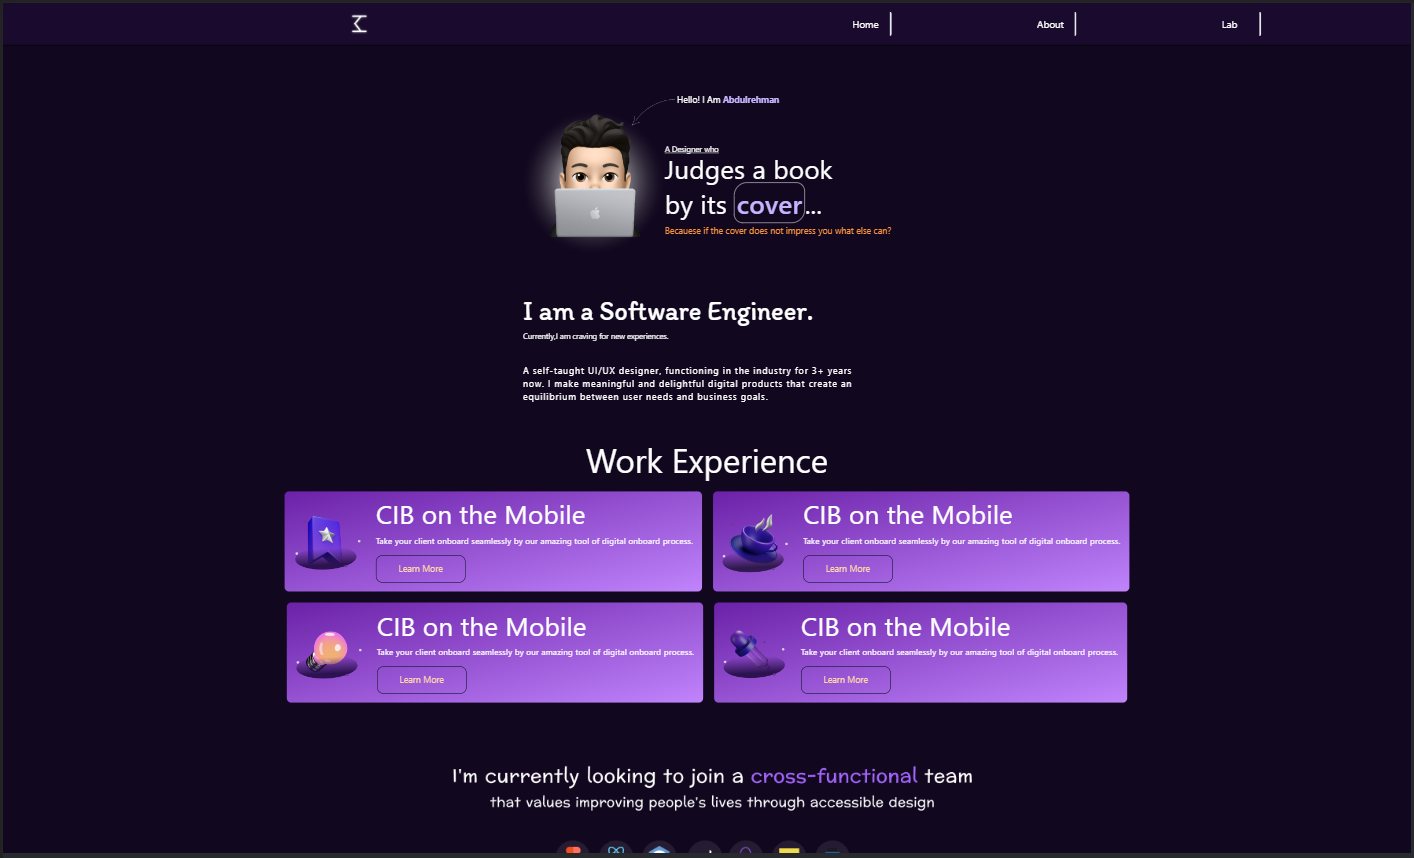 Home
About
Lab
Hello! I Am Abdulrehman
A Designer who
Judges a book
by its cover...
Becauese if the cover does not impress you what else can?
I am a Software Engineer.
Currently,I am craving for new experiences.
A self-taught UI/UX designer, functioning in the industry for 3+ years
now. I make meaningful and delightful digital products that create an
equilibrium between user needs and business goals.
Work Experience
CIB on the Mobile
Take your client onboard seamlessly by our amazing tool of digital onboard process.
Learn More
CIB on the Mobile
Take your client onboard seamlessly by our amazing tool of digital onboard process.
Learn More
CIB on the Mobile
Take your client onboard seamlessly by our amazing tool of digital onboard process.
Learn More
CIB on the Mobile
Take your client onboard seamlessly by our amazing tool of digital onboard process.
Learn More
I'm currently looking to join a cross-functional team
that values improving people's lives through accessible design